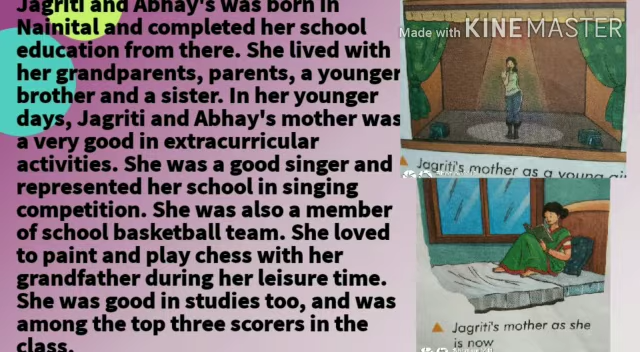 Jagriti and Abhay's was born in
Nainital and completed her school
education from there. She lived with
her grandparents, parents, a younger
brother and a sister. In her younger
days, Jagriti and Abhay's mother was
a very good in extracurricular
activities. She was a good singer and
represented her school in singing
competition. She was also a member
of school basketball team. She loved
to paint and play chess with her
grandfather during her leisure time.
She was good in studies too, and was
among the top three scorers in the
class.
Made with KINEMASTER
Jagriti's mother as a young
Jagriti's mother as she
is now